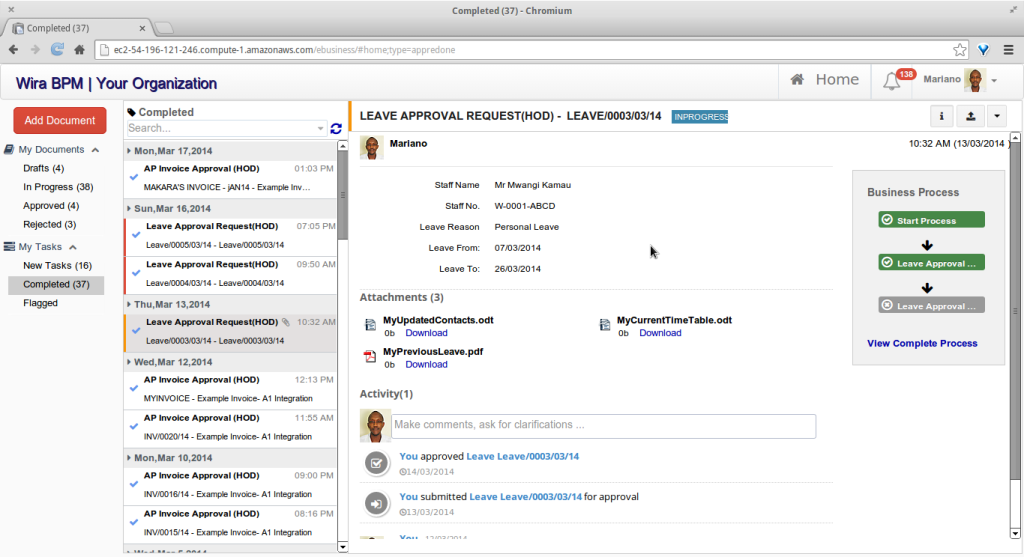 Completed (37) - Chromium
Completed (37)
ec2-54-196-121-246.compute-1.amazonaws.com/ebusiness/#home;type=appredone
Wira BPM | Your Organization
Home
138
Mariano
Add Document
My Documents
Drafts (4)
In Progress (38)
Approved (4)
Rejected (3)
My Tasks
New Tasks (16)
Completed (37)
Flagged
Completed
Search...
Mon,Mar 17,2014
AP Invoice Approval (HOD) 01:03 PM
MAKARA'S INVOICE - jAN14 - Example Inv...
Sun,Mar 16,2014
Leave Approval Request(HOD) 07:05 PM
Leave/0005/03/14 - Leave/0005/03/14
Leave Approval Request(HOD) 09:50 AM
Leave/0004/03/14 - Leave/0004/03/14
Thu,Mar 13,2014
Leave Approval Request(HOD) 10:32 AM
Leave/0003/03/14 - Leave/0003/03/14
Wed,Mar 12,2014
AP Invoice Approval (HOD) 12:13 PM
MYINVOICE - Example Invoice- A1 Integration
AP Invoice Approval (HOD) 11:55 AM
INV/0020/14 - Example Invoice- A1 Integration
Mon,Mar 10,2014
AP Invoice Approval (HOD) 09:00 PM
INV/0016/14 - Example Invoice- A1 Integration
AP Invoice Approval (HOD) 08:16 PM
INV/0015/14 - Example Invoice- A1 Integration
Wed,Mar 5,2014
LEAVE APPROVAL REQUEST(HOD) - LEAVE/0003/03/14 INPROGRESS
Mariano 10:32 AM (13/03/2014 )
Staff Name Mr Mwangi Kamau
Staff No. W-0001-ABCD
Leave Reason Personal Leave
Leave From: 07/03/2014
Leave To: 26/03/2014
Attachments (3)
MyUpdatedContacts.odt
0b Download
MyCurrentTimeTable.odt
0b Download
MyPreviousLeave.pdf
0b Download
Activity(1)
Make comments, ask for clarifications ...
You approved Leave Leave/0003/03/14
14/03/2014
You submitted Leave Leave/0003/03/14 for approval
13/03/2014
You 13/03/2014
Business Process
Start Process
Leave Approval ...
Leave Approval ...
View Complete Process